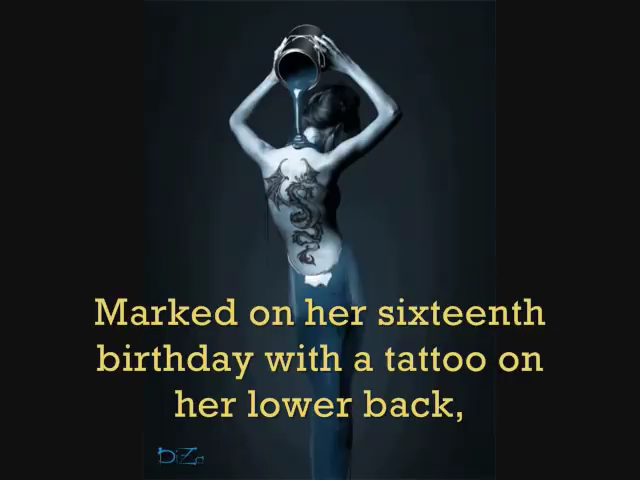 Marked on her sixteenth
birthday with a tattoo on
her lower back,